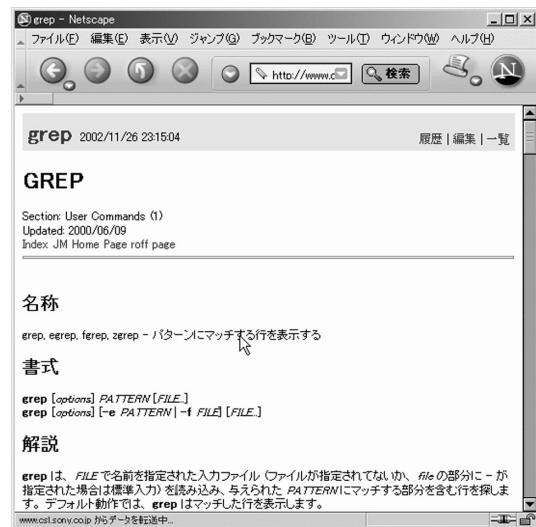 grep - Netscape
ファイル(F) 編集(E) 表示(V) ジャンプ(G) ブックマーク(B) ツール(T) ウィンドウ(W) ヘルプ(H)
http://www.c 検索
grep 2002/11/26 23:15:04 履歴 | 編集 | 一覧
GREP
Section: User Commands (1)
Updated: 2000/06/09
Index JM Home Page roff page
名称
grep, egrep, fgrep, zgrep - パターンにマッチする行を表示する
書式
grep [options] PATTERN [FILE...]
grep [options] [-e PATTERN | -f FILE] [FILE...]
解説
grep は、 FILE で名前を指定された入力ファイル (ファイルが指定されてないか、 file の部分に - が
指定された場合は標準入力) を読み込み、与えられた PATTERN にマッチする部分を含む行を探しま
す。デフォルト動作では、 grep はマッチした行を表示します。
www.csl.sony.co.jp からデータを転送中...